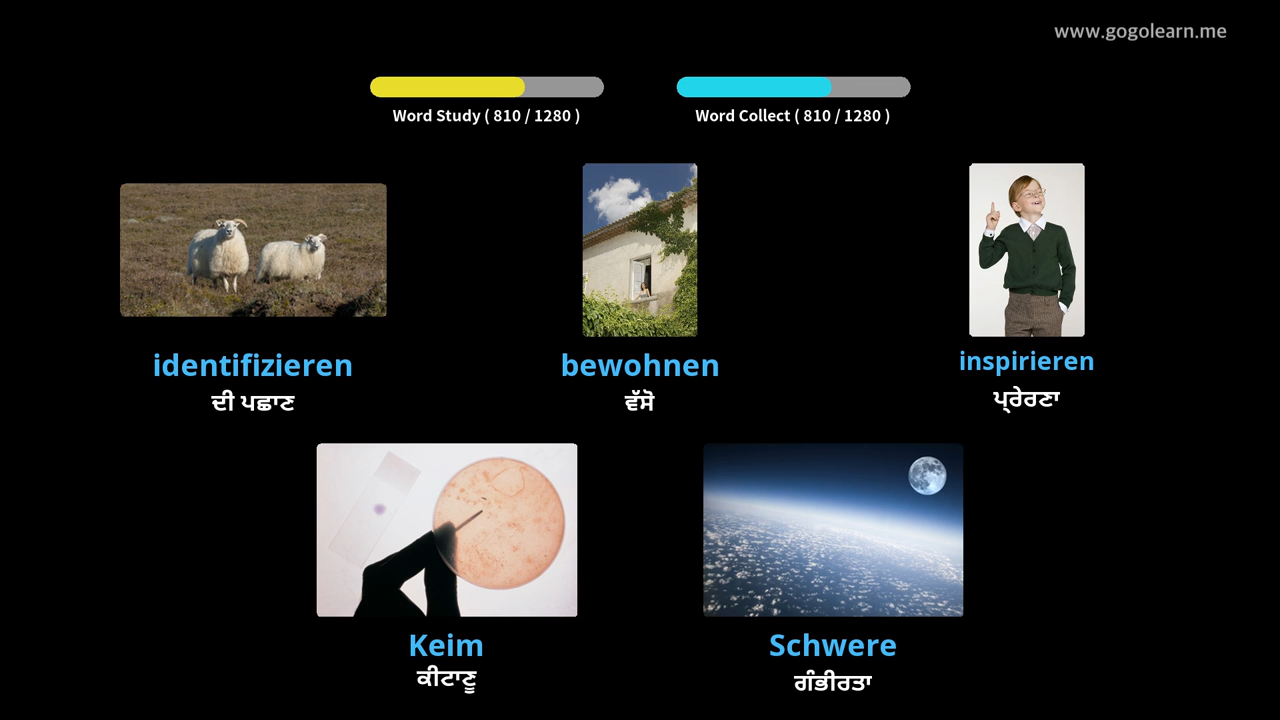 www.gogolearn.me
Word Study ( 810 / 1280 )
Word Collect ( 810 / 1280 )
identifizieren
ਦੀ ਪਛਾਣ
bewohnen
ਵੱਸੋ
inspirieren
ਪ੍ਰੇਰਣਾ
Keim
ਕੀਟਾਣੂ
Schwere
ਗੰਭੀਰਤਾ